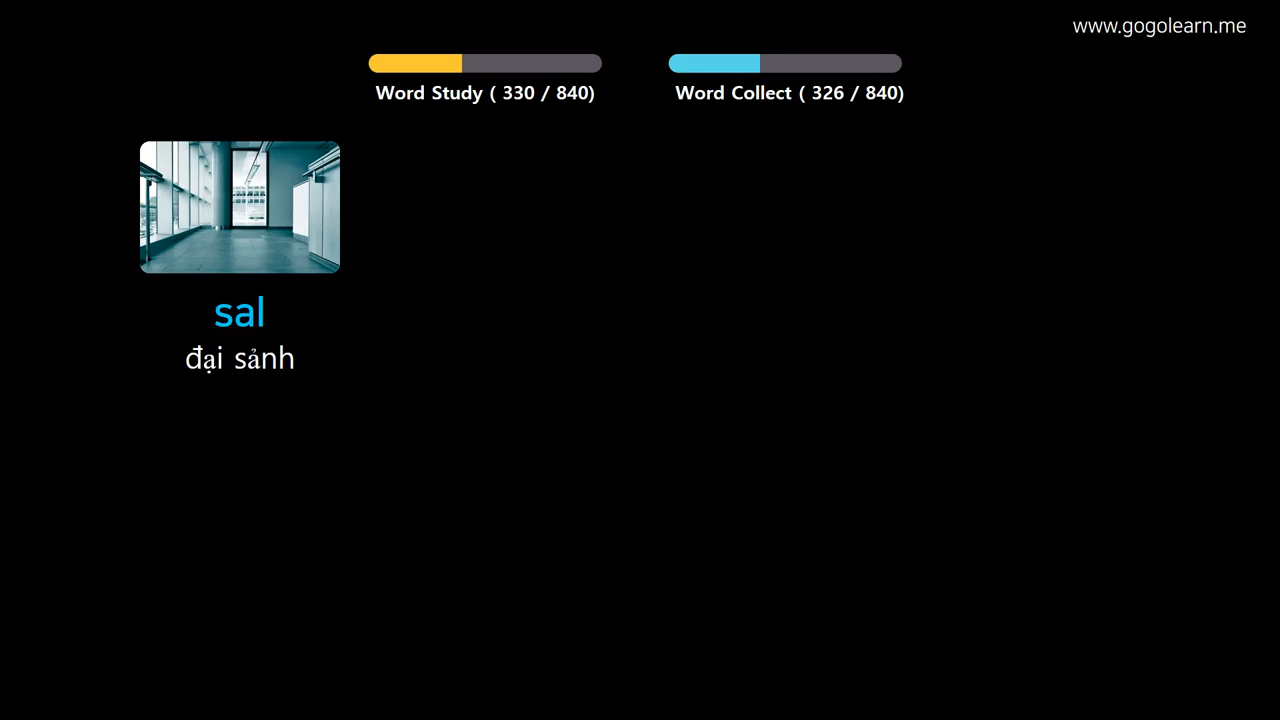 www.gogolearn.me
Word Study ( 330 / 840)
Word Collect ( 326 / 840)
sal
đại sảnh